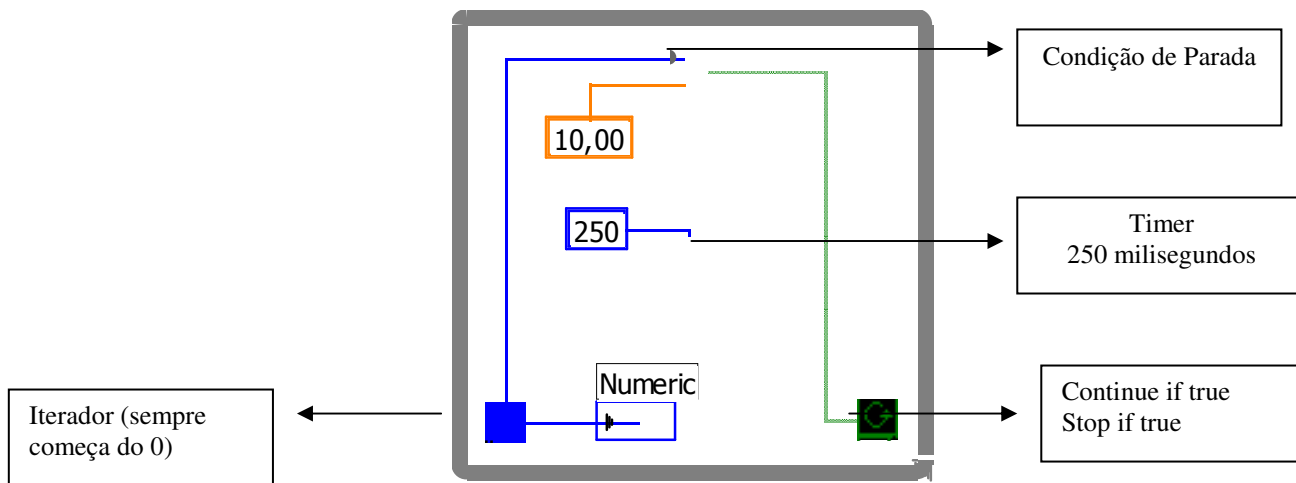 Condição de Parada
10,00
250
Timer
250 milisegundos
Numeric
Iterador (sempre
começa do 0)
Continue if true
Stop if true